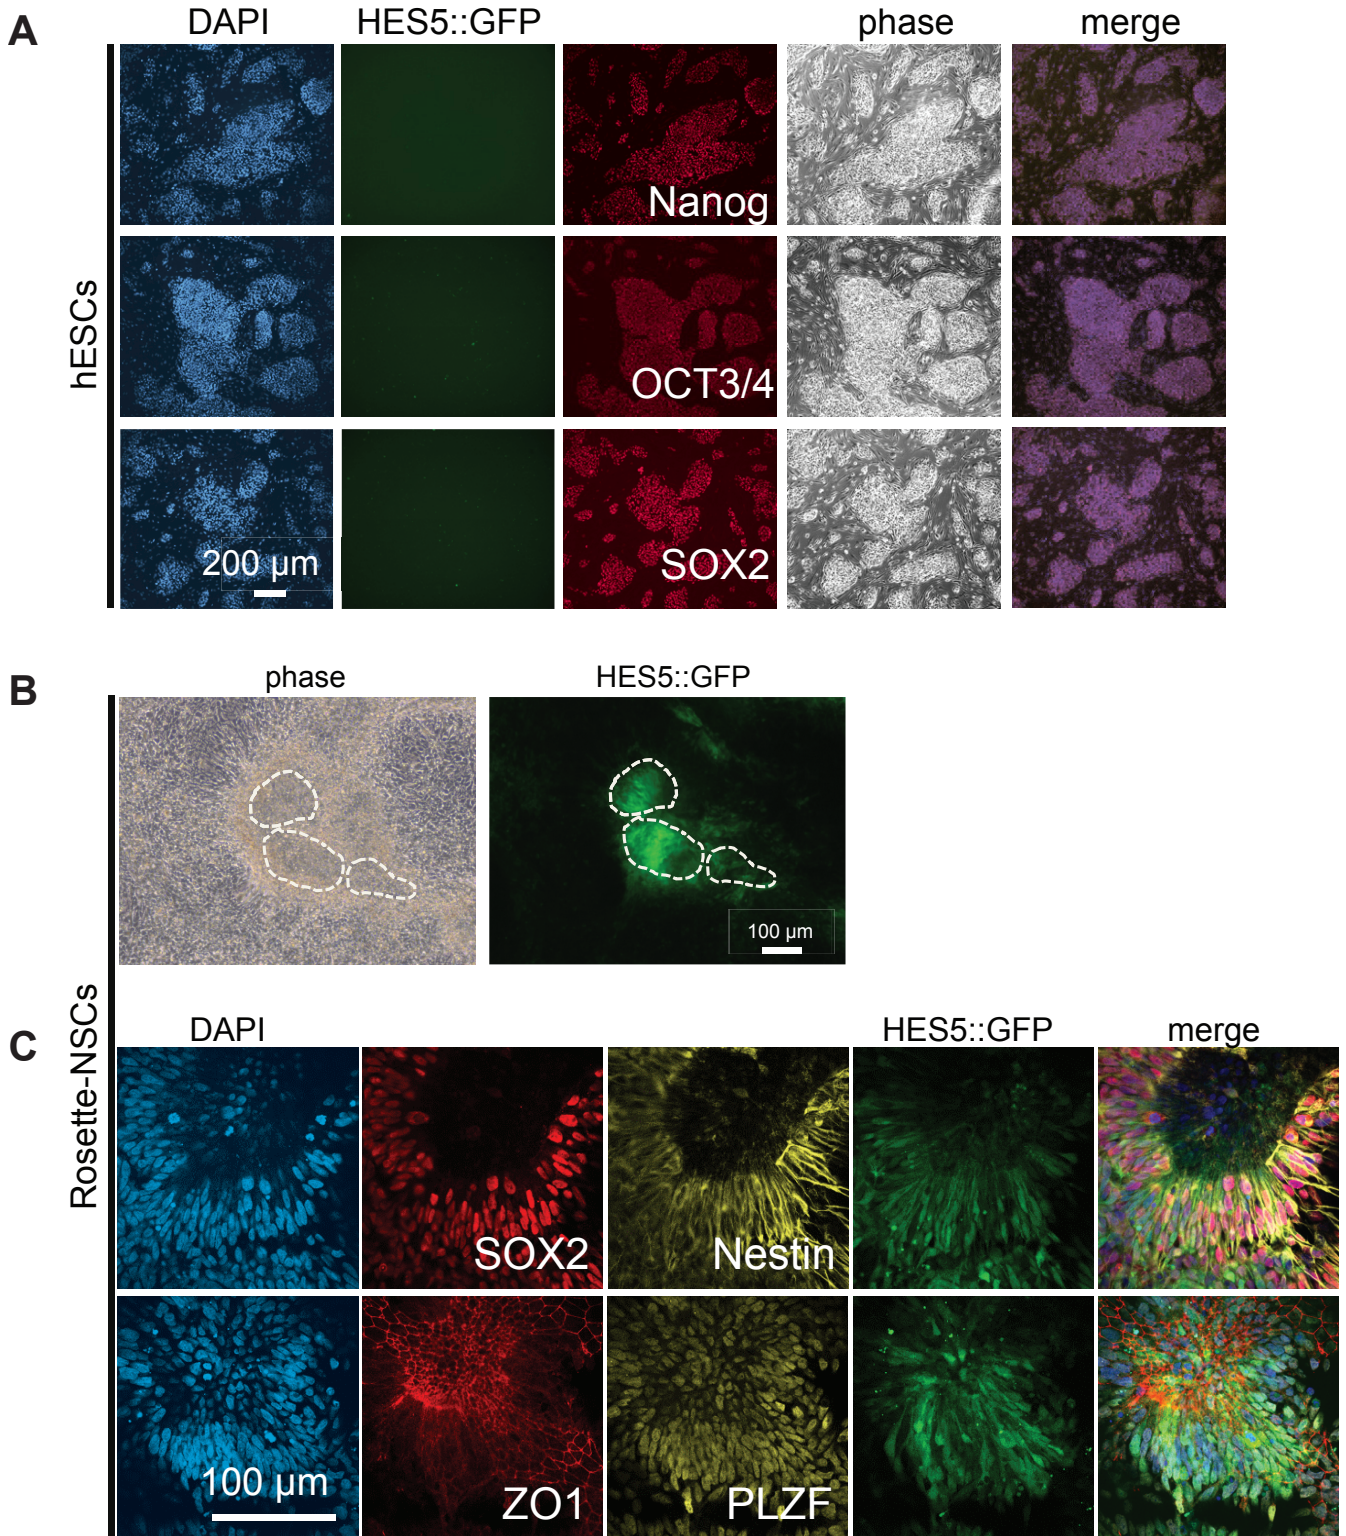 A
DAPI
HES5::GFP
phase
merge
hESCs
Nanog
OCT3/4
200 µm
SOX2
B
phase
HES5::GFP
100 µm
Rosette-NSCs
C
DAPI
HES5::GFP
merge
SOX2
Nestin
100 µm
ZO1
PLZF